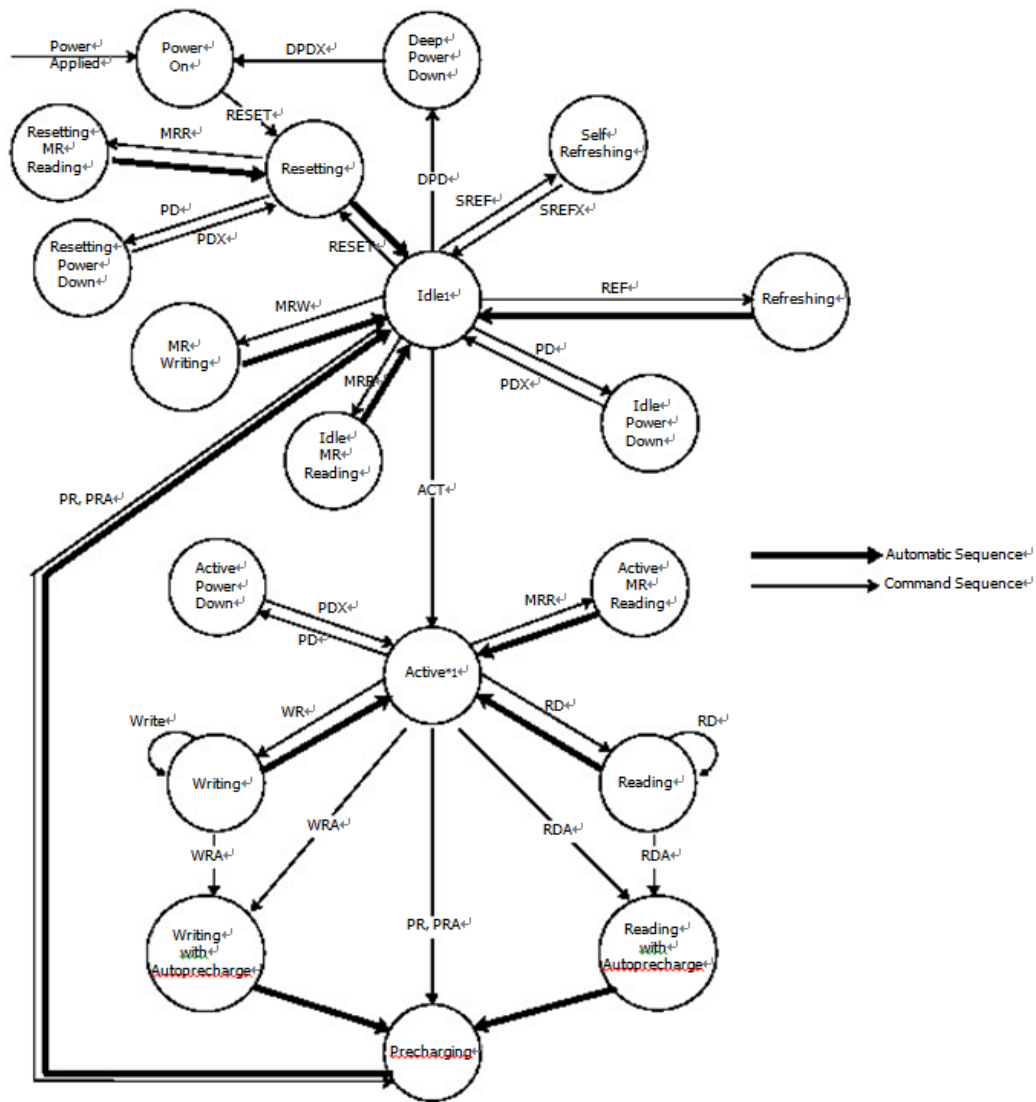 Power
Applied
Power
On
DPDX
Deep
Power
Down
RESET
Resetting
MR
Reading
MRR
Resetting
Self
Refreshing
DPD
SREF
SREFX
PD
PDX
Resetting
Power
Down
RESET
Idle1
REF
Refreshing
MRW
MR
Writing
PD
PDX
MRR
Idle
MR
Reading
Idle
Power
Down
PR, PRA
ACT
Active
Power
Down
PDX
PD
MRR
Active
MR
Reading
Automatic Sequence
Command Sequence
Active*1
Write
WR
RD
RD
Writing
Reading
WRA
WRA
RDA
RDA
PR, PRA
Writing
with
Autoprecharge
Reading
with
Autoprecharge
Precharging